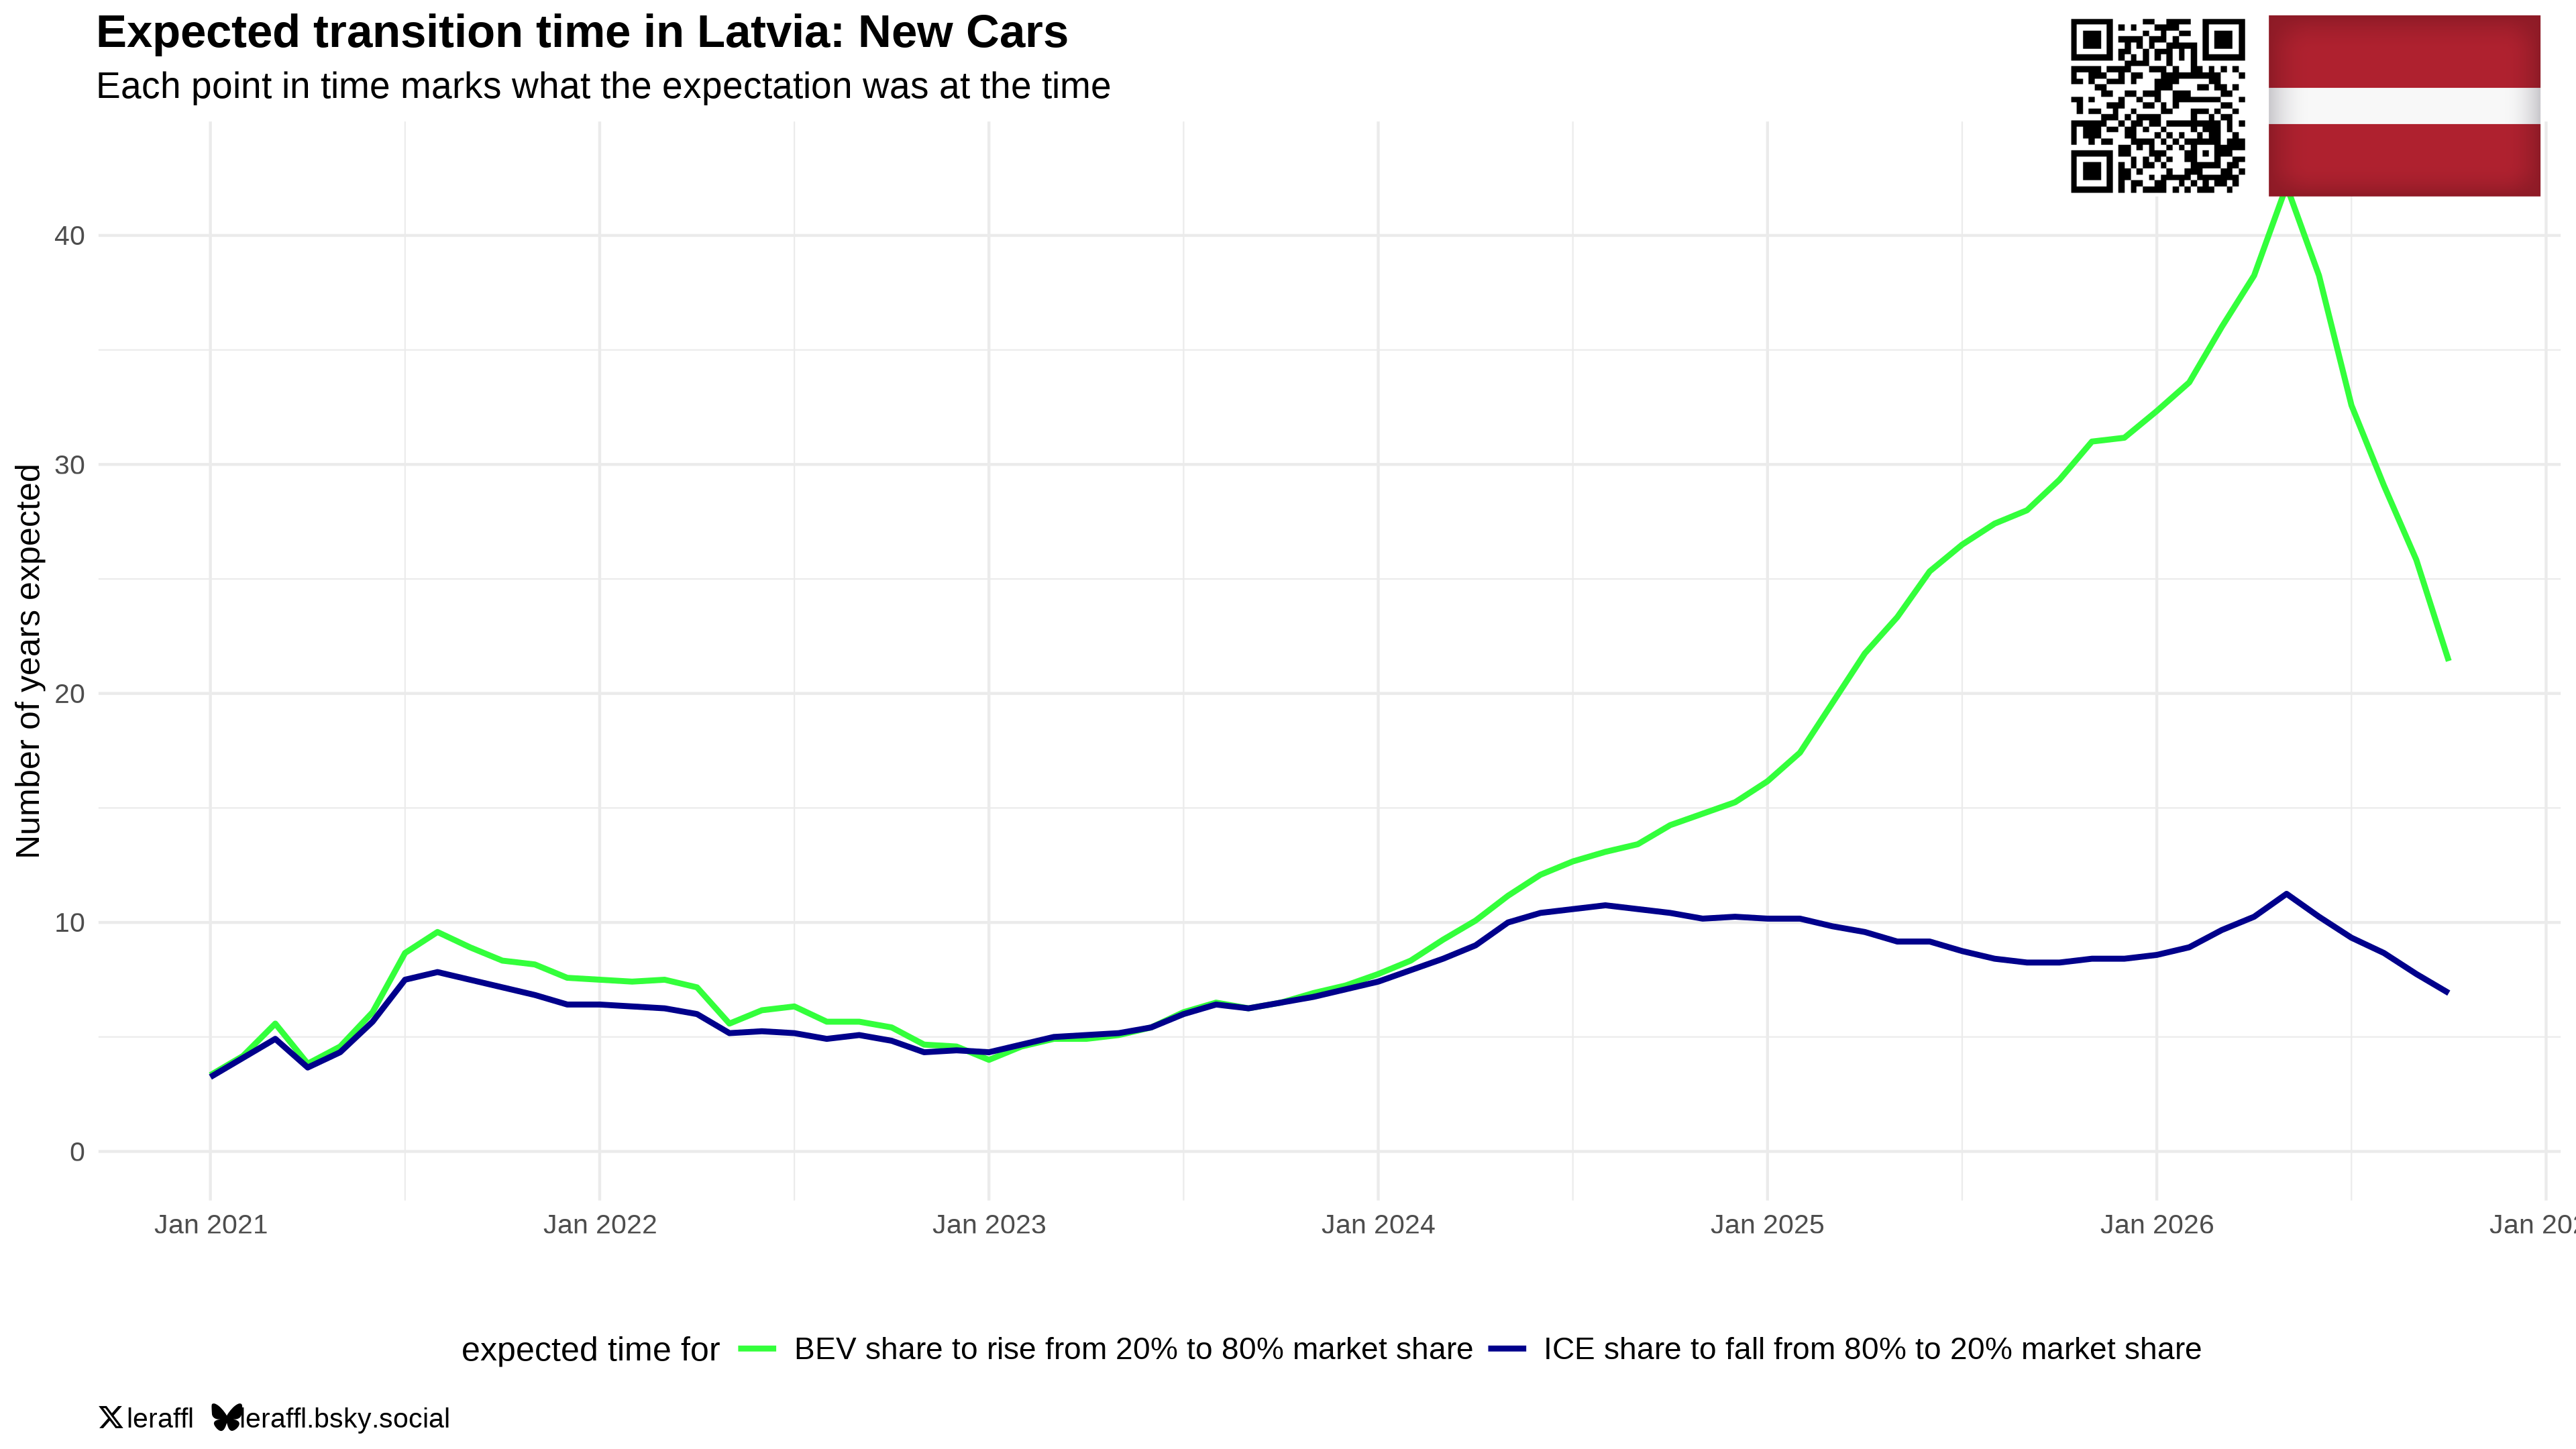 Expected transition time in Latvia: New Cars
Each point in time marks what the expectation was at the time
Number of years expected
40
30
20
10
0
Jan 2021 Jan 2022 Jan 2023 Jan 2024 Jan 2025 Jan 2026 Jan 202
expected time for BEV share to rise from 20% to 80% market share ICE share to fall from 80% to 20% market share
leraffl leraffl.bsky.social